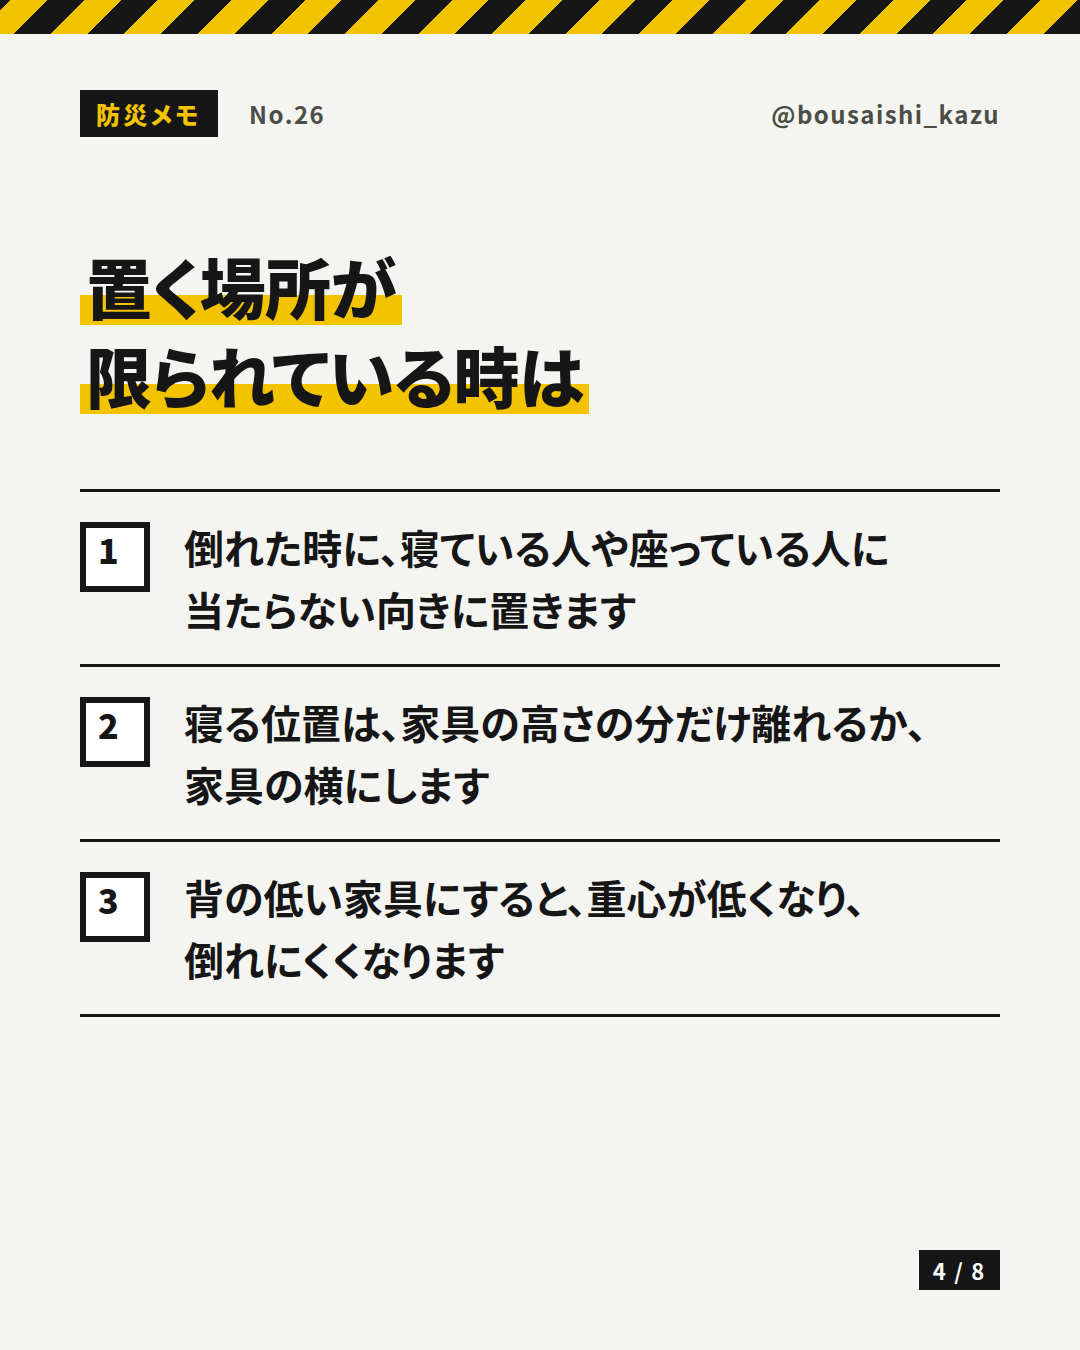 防災メモ No.26 @bousaishi_kazu
置く場所が
限られている時は
1 倒れた時に、寝ている人や座っている人に
当たらない向きに置きます
2 寝る位置は、家具の高さの分だけ離れるか、
家具の横にします
3 背の低い家具にすると、重心が低くなり、
倒れにくくなります
4 / 8